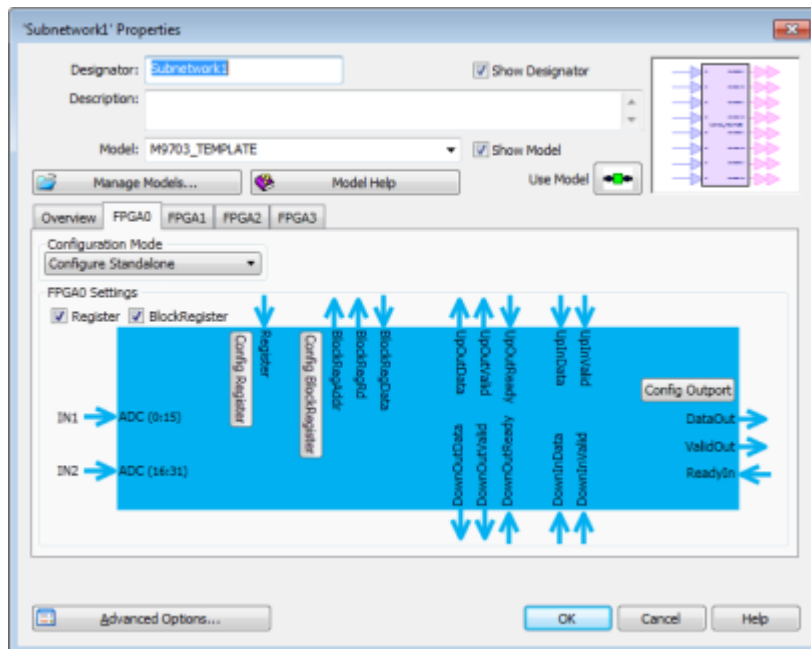 'Subnetwork1' Properties
Designator: Subnetwork1
Show Designator
Description:
Model: M9703_TEMPLATE
Show Model
Manage Models...
Model Help
Use Model
Overview FPGA0 FPGA1 FPGA2 FPGA3
Configuration Mode
Configure Standalone
FPGA0 Settings
Register BlockRegister
Config Register
Register
Config BlockRegister
BlockRegAddr
BlockRegRd
BlockRegData
UpOutData
UpOutValid
UpOutReady
UpInData
UpInValid
Config Outport
IN1 ADC (0:15)
DataOut
ValidOut
IN2 ADC (16:31)
ReadyIn
DownOutData
DownOutValid
DownOutReady
DownInData
DownInValid
Advanced Options...
OK Cancel Help